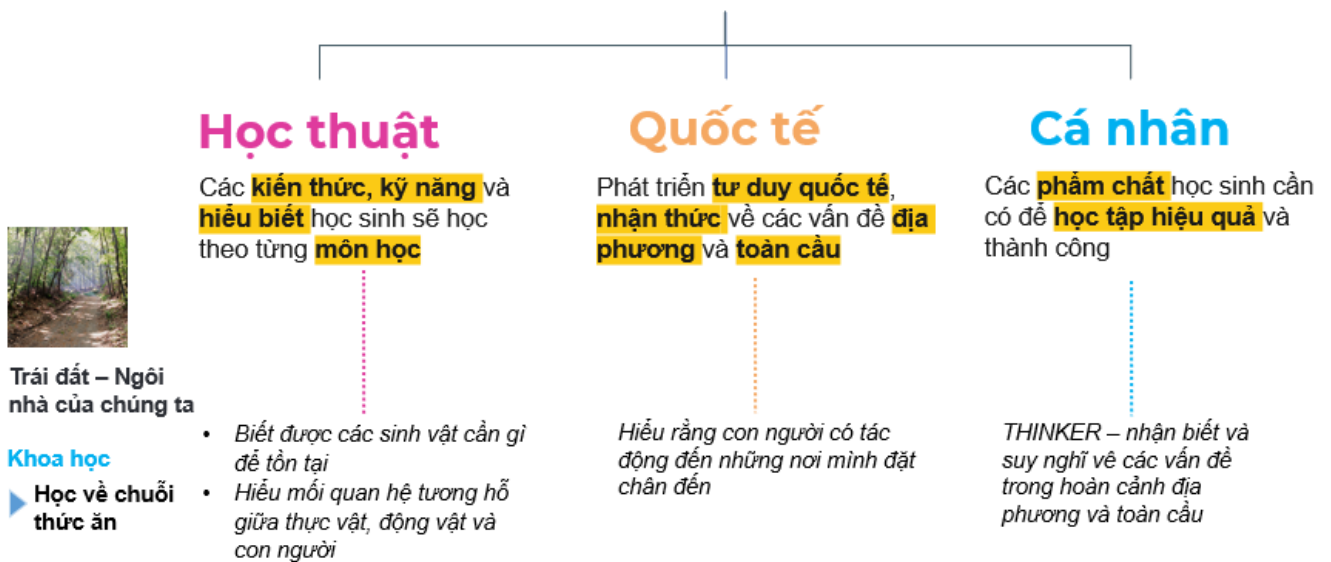 Học thuật
Các kiến thức, kỹ năng và
hiểu biết học sinh sẽ học
theo từng môn học
Quốc tế
Phát triển tư duy quốc tế,
nhận thức về các vấn đề địa
phương và toàn cầu
Cá nhân
Các phẩm chất học sinh cần
có để học tập hiệu quả và
thành công
Trái đất – Ngôi
nhà của chúng ta
Khoa học
Học về chuỗi
thức ăn
• Biết được các sinh vật cần gì
để tồn tại
• Hiểu mối quan hệ tương hỗ
giữa thực vật, động vật và
con người
Hiểu rằng con người có tác
động đến những nơi mình đặt
chân đến
THINKER – nhận biết và
suy nghĩ vê các vấn đề
trong hoàn cảnh địa
phương và toàn cầu